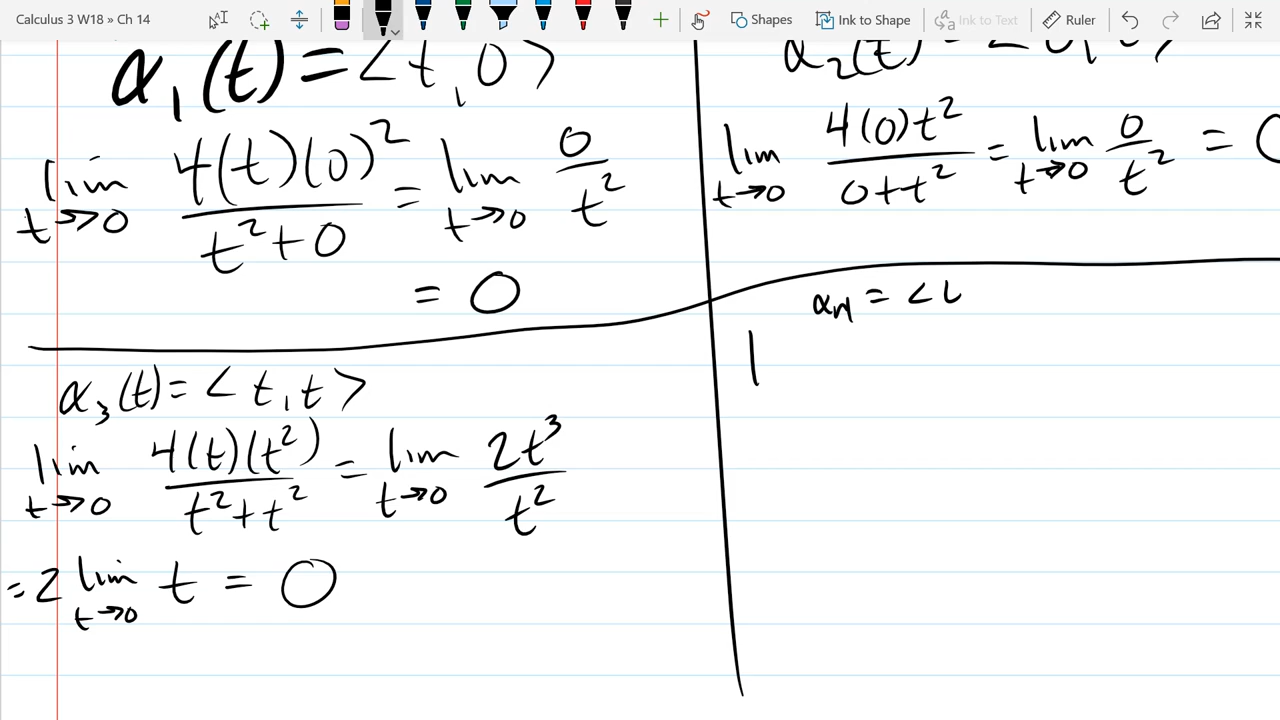 Calculus 3 W18 » Ch 14
Shapes
Ink to Shape
Ink to Text
Ruler
α₁(t) = <t, 0>
lim t→0 4(t)(0)² / t²+0 = lim t→0 0 / t²
= 0
α₂(t) = <0,
lim t→0 4(0)t² / 0+t² = lim t→0 0 / t² = 0
α₃(t) = <t, t>
lim t→0 4(t)(t²) / t²+t² = lim t→0 2t³ / t²
= 2 lim t→0 t = 0
α₄ = <t